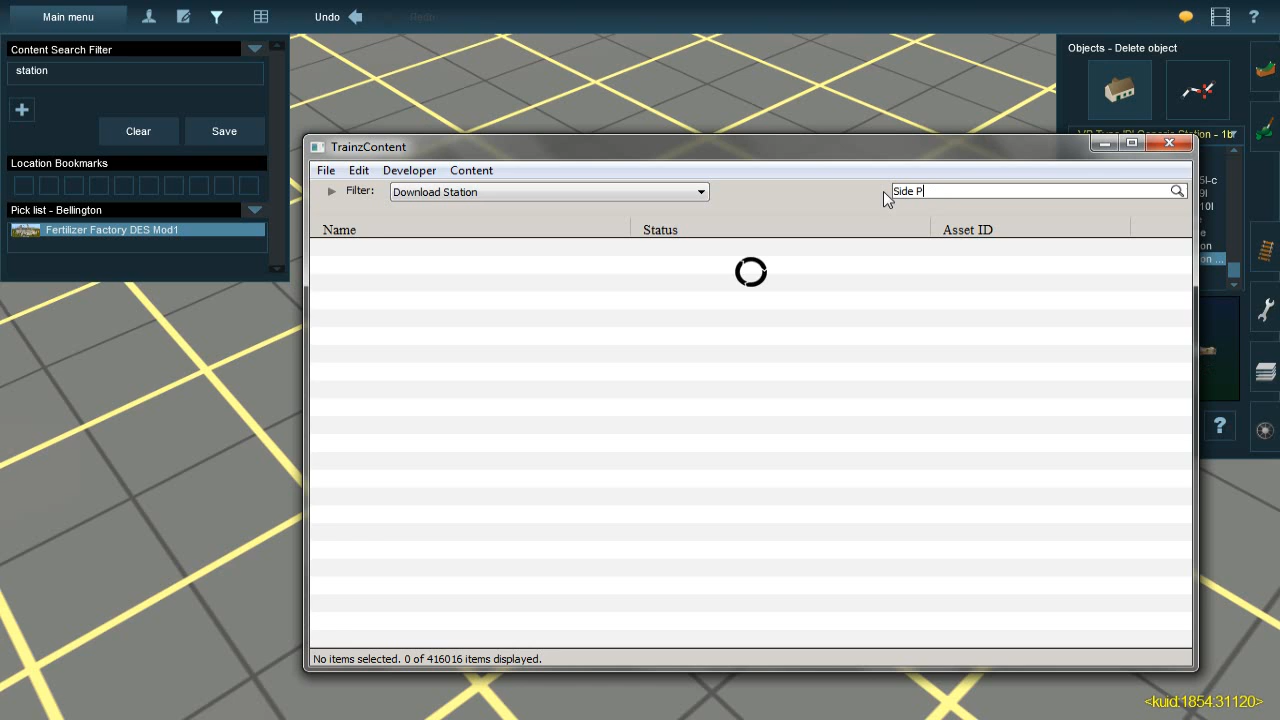 Main menu
Undo
Redo
?
Content Search Filter
station
Clear
Save
Location Bookmarks
Pick list - Bellington
Fertilizer Factory DES Mod1
Objects - Delete object
TrainzContent
File Edit Developer Content
Filter: Download Station
Side P
Name Status Asset ID
No items selected. 0 of 416016 items displayed.
?
<kuid:1854:31120>